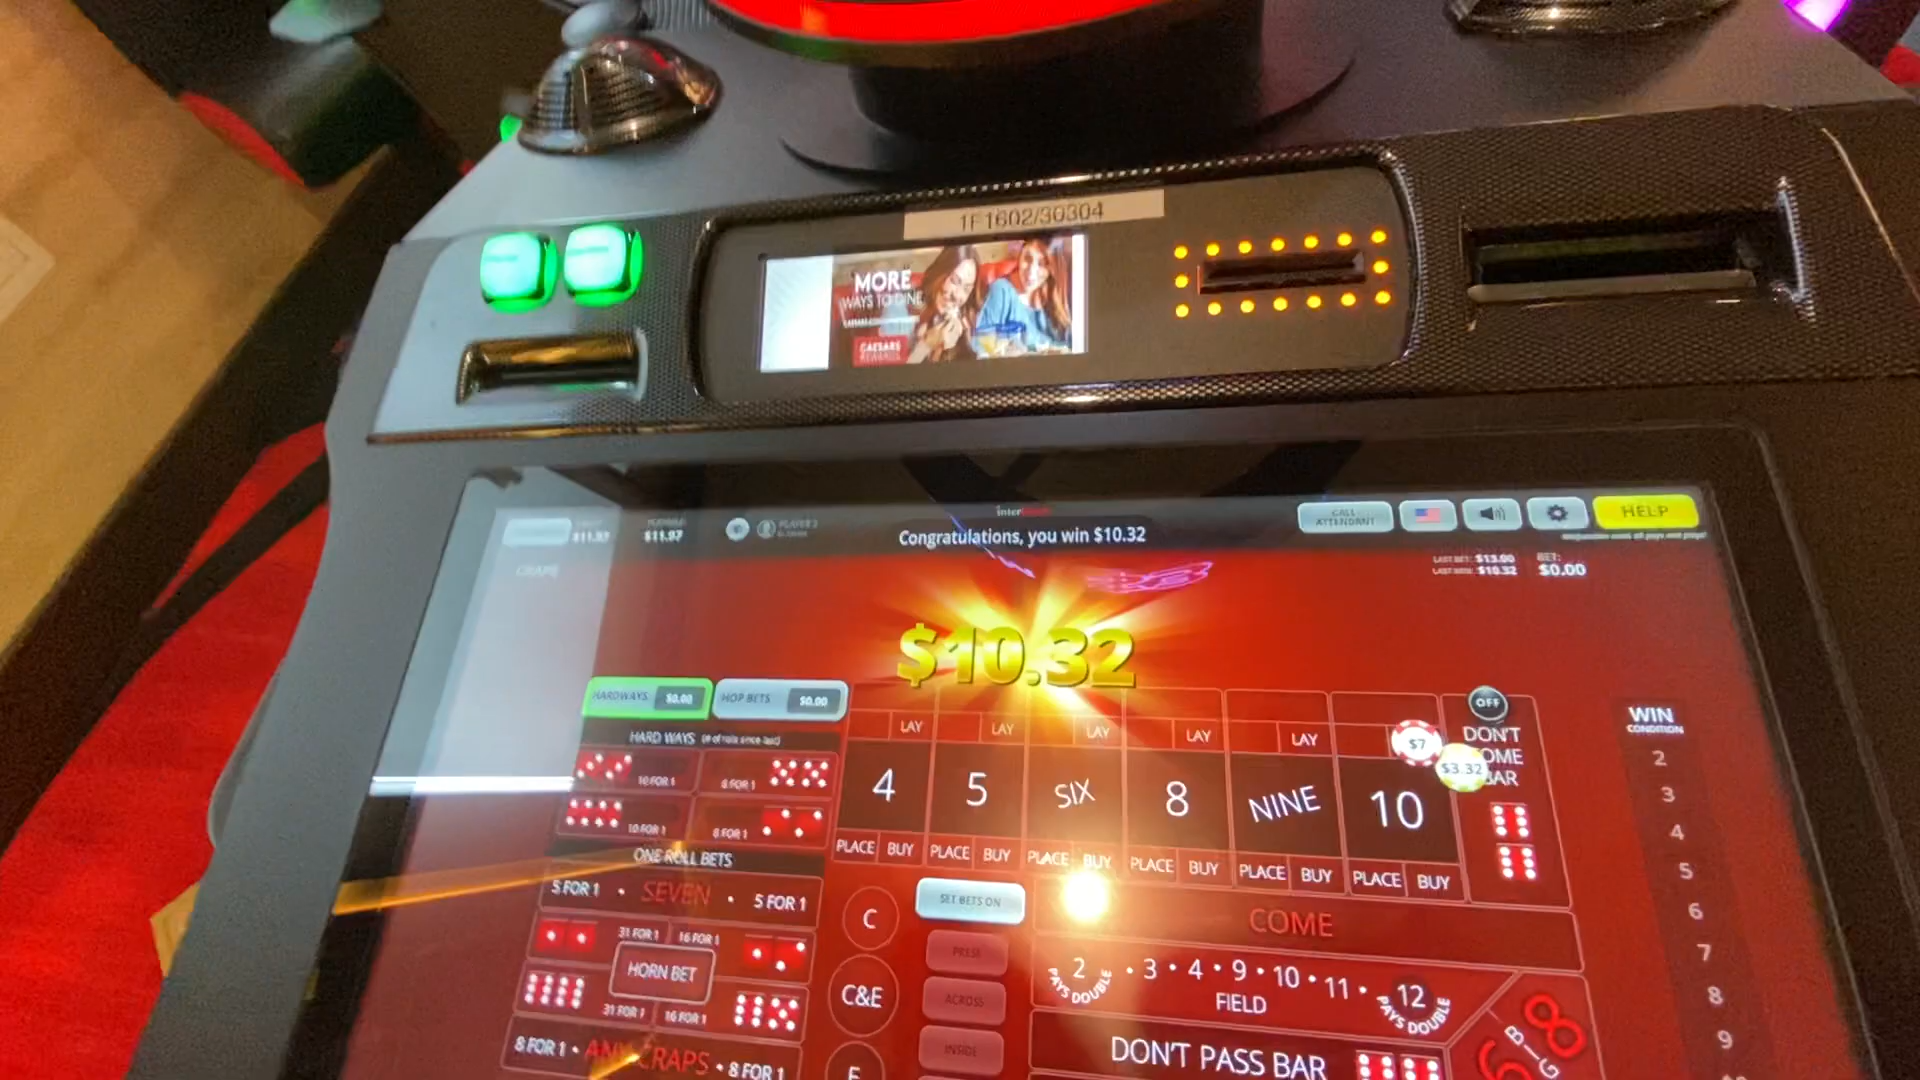 1F1602/30304
MORE
WAYS TO DINE
CAESARS
REWARDS
inter
Congratulations, you win $10.32
$11.97
$11.97
PLAYER 2
CALL
ATTENDANT
HELP
CRAPS
LAST BET: $13.00
LAST WIN: $10.32
BET:
$0.00
$10.32
HARDWAYS $0.00
HOP BETS $0.00
HARD WAYS (# of rolls since last)
10 FOR 1
8 FOR 1
10 FOR 1
8 FOR 1
ONE ROLL BETS
5 FOR 1 • SEVEN • 5 FOR 1
31 FOR 1
16 FOR 1
HORN BET
31 FOR 1
16 FOR 1
8 FOR 1 • ANY CRAPS • 8 FOR 1
LAY LAY LAY LAY LAY
4 5 SIX 8 NINE 10
PLACE BUY PLACE BUY PLACE BUY PLACE BUY PLACE BUY PLACE BUY
$7
$3.32
OFF
DON'T
COME
BAR
C
C&E
E
SET BETS ON
PRESS
ACROSS
INSIDE
COME
2 • 3 • 4 • 9 • 10 • 11 • 12
PAYS DOUBLE
FIELD
PAYS DOUBLE
DON'T PASS BAR
6 BIG 8
WIN
CONDITION
2
3
4
5
6
7
8
9